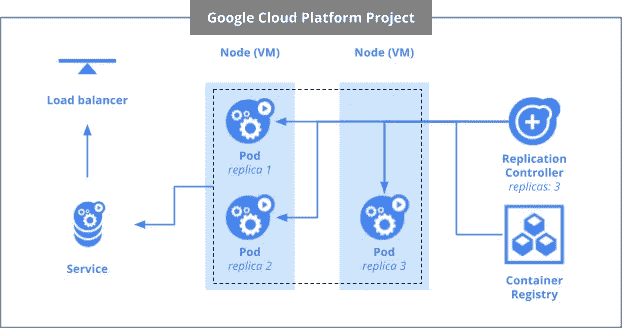 Google Cloud Platform Project
Node (VM)
Node (VM)
Load balancer
Pod
replica 1
Replication
Controller
replicas: 3
Service
Pod
replica 2
Pod
replica 3
Container
Registry